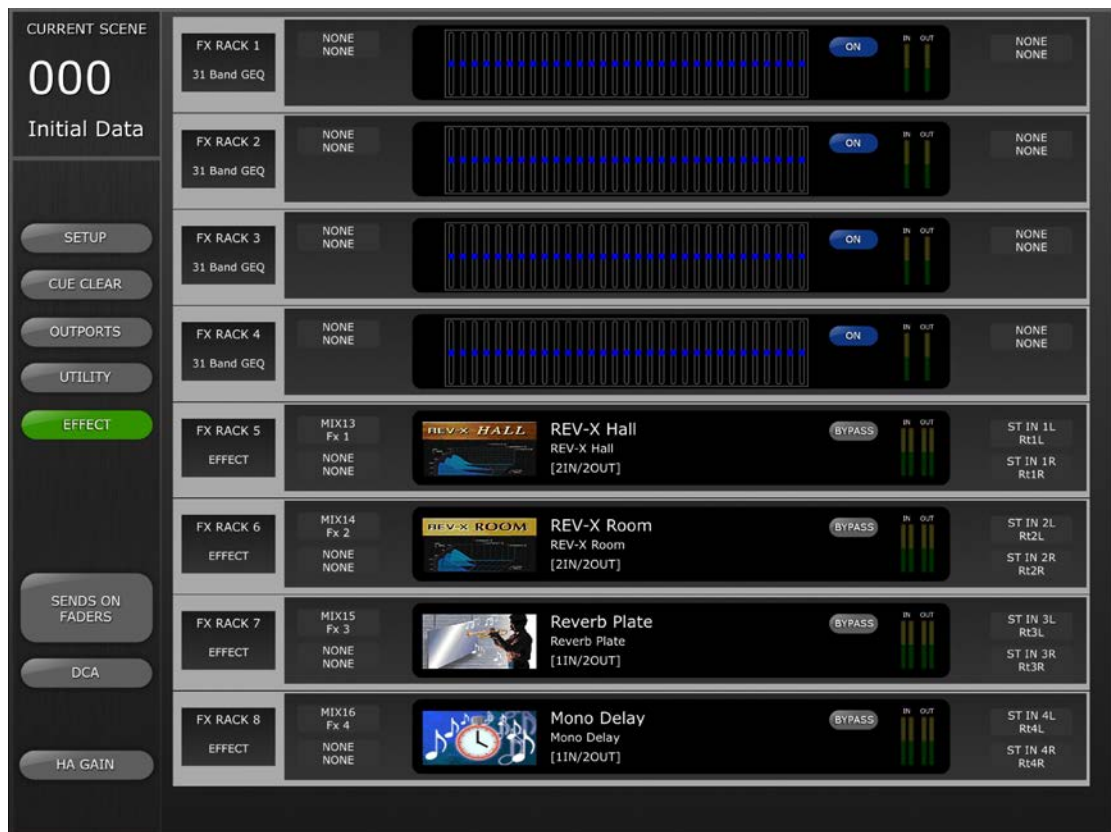 CURRENT SCENE
000
Initial Data
SETUP
CUE CLEAR
OUTPORTS
UTILITY
EFFECT
SENDS ON
FADERS
DCA
HA GAIN
FX RACK 1
31 Band GEQ
NONE
NONE
ON
IN OUT
NONE
NONE
FX RACK 2
31 Band GEQ
NONE
NONE
ON
IN OUT
NONE
NONE
FX RACK 3
31 Band GEQ
NONE
NONE
ON
IN OUT
NONE
NONE
FX RACK 4
31 Band GEQ
NONE
NONE
ON
IN OUT
NONE
NONE
FX RACK 5
EFFECT
MIX13
Fx 1
NONE
NONE
REV-X HALL
REV-X Hall
REV-X Hall
[2IN/2OUT]
BYPASS
IN OUT
ST IN 1L
Rt1L
ST IN 1R
Rt1R
FX RACK 6
EFFECT
MIX14
Fx 2
NONE
NONE
REV-X ROOM
REV-X Room
REV-X Room
[2IN/2OUT]
BYPASS
IN OUT
ST IN 2L
Rt2L
ST IN 2R
Rt2R
FX RACK 7
EFFECT
MIX15
Fx 3
NONE
NONE
Reverb Plate
Reverb Plate
[1IN/2OUT]
BYPASS
IN OUT
ST IN 3L
Rt3L
ST IN 3R
Rt3R
FX RACK 8
EFFECT
MIX16
Fx 4
NONE
NONE
Mono Delay
Mono Delay
[1IN/2OUT]
BYPASS
IN OUT
ST IN 4L
Rt4L
ST IN 4R
Rt4R